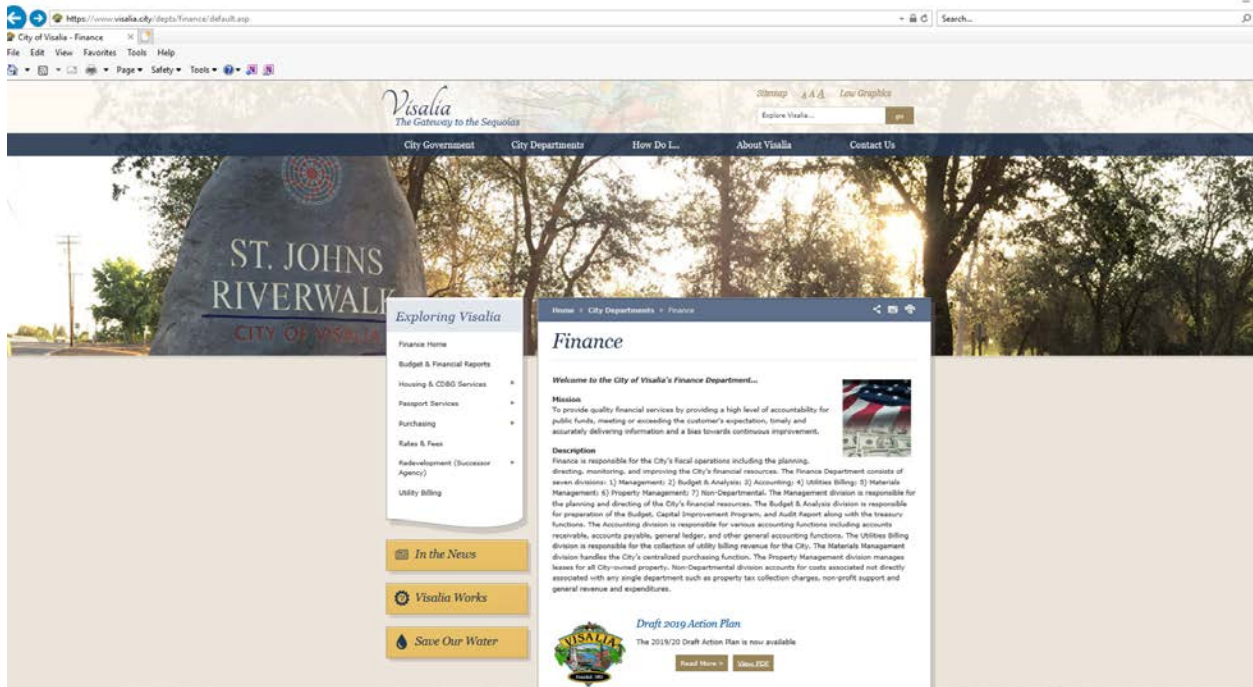 https://www.visalia.city/depts/finance/default.asp
Search...
City of Visalia - Finance
File Edit View Favorites Tools Help
Page Safety Tools
Visalia
The Gateway to the Sequoias
Sitemap A A A Low Graphics
Explore Visalia...
go
City Government City Departments How Do I... About Visalia Contact Us
ST. JOHNS
RIVERWALK
CITY OF
Exploring Visalia
Finance Home
Budget & Financial Reports
Housing & CDBG Services
Passport Services
Purchasing
Rates & Fees
Redevelopment (Successor
Agency)
Utility Billing
In the News
Visalia Works
Save Our Water
Home City Departments Finance
Finance
Welcome to the City of Visalia's Finance Department...
Mission
To provide quality financial services by providing a high level of accountability for
public funds, meeting or exceeding the customer's expectation, timely and
accurately delivering information and a bias towards continuous improvement.
Description
Finance is responsible for the City's fiscal operations including the planning,
directing, monitoring, and improving the City's financial resources. The Finance Department consists of
seven divisions: 1) Management; 2) Budget & Analysis; 3) Accounting; 4) Utilities Billing; 5) Materials
Management; 6) Property Management; 7) Non-Departmental. The Management division is responsible for
the planning and directing of the City's financial resources. The Budget & Analysis division is responsible
for preparation of the Budget, Capital Improvement Program, and Audit Report along with the treasury
functions. The Accounting division is responsible for various accounting functions including accounts
receivable, accounts payable, general ledger, and other general accounting functions. The Utilities Billing
division is responsible for the collection of utility billing revenue for the City. The Materials Management
division handles the City's centralized purchasing function. The Property Management division manages
leases for all City-owned property. Non-Departmental division accounts for costs associated not directly
associated with any single department such as property tax collection charges, non-profit support and
general revenue and expenditures.
VISALIA
Draft 2019 Action Plan
The 2019/20 Draft Action Plan is now available
Read More » View PDF